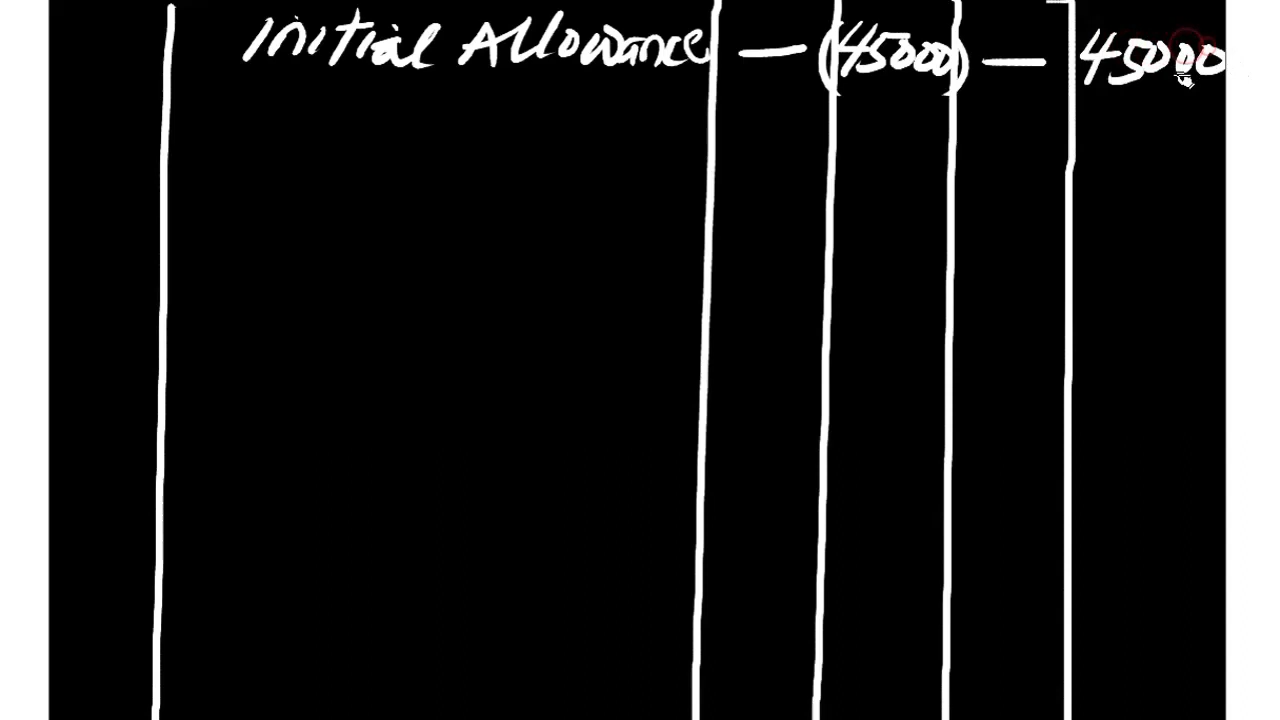 Initial Allowance — (45000) — 45000